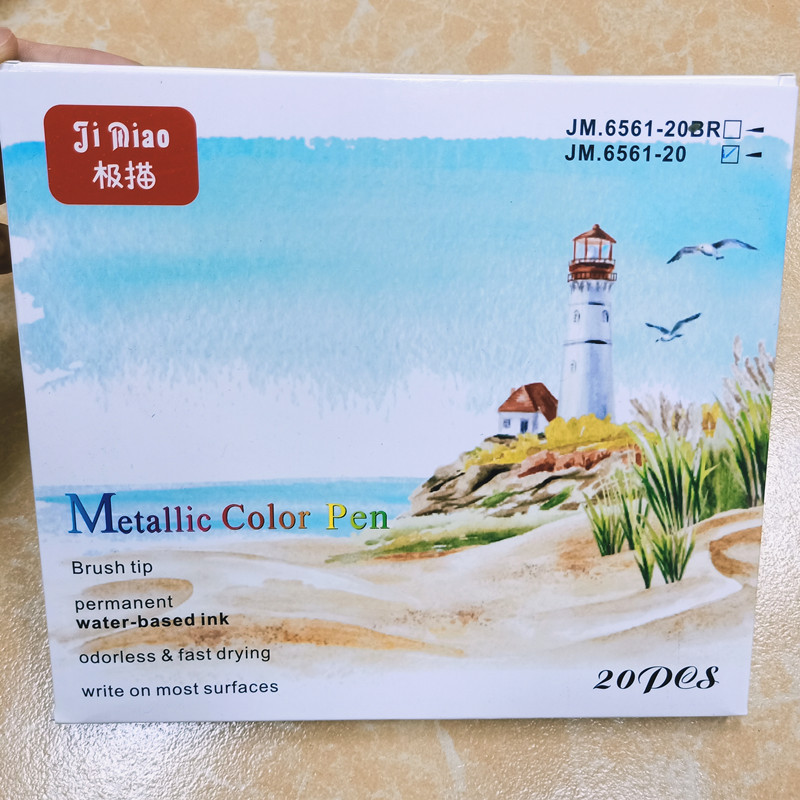 Ji Miao
极描
JM.6561-20BR
JM.6561-20
Metallic Color Pen
Brush tip
permanent
water-based ink
odorless & fast drying
write on most surfaces
20PCS